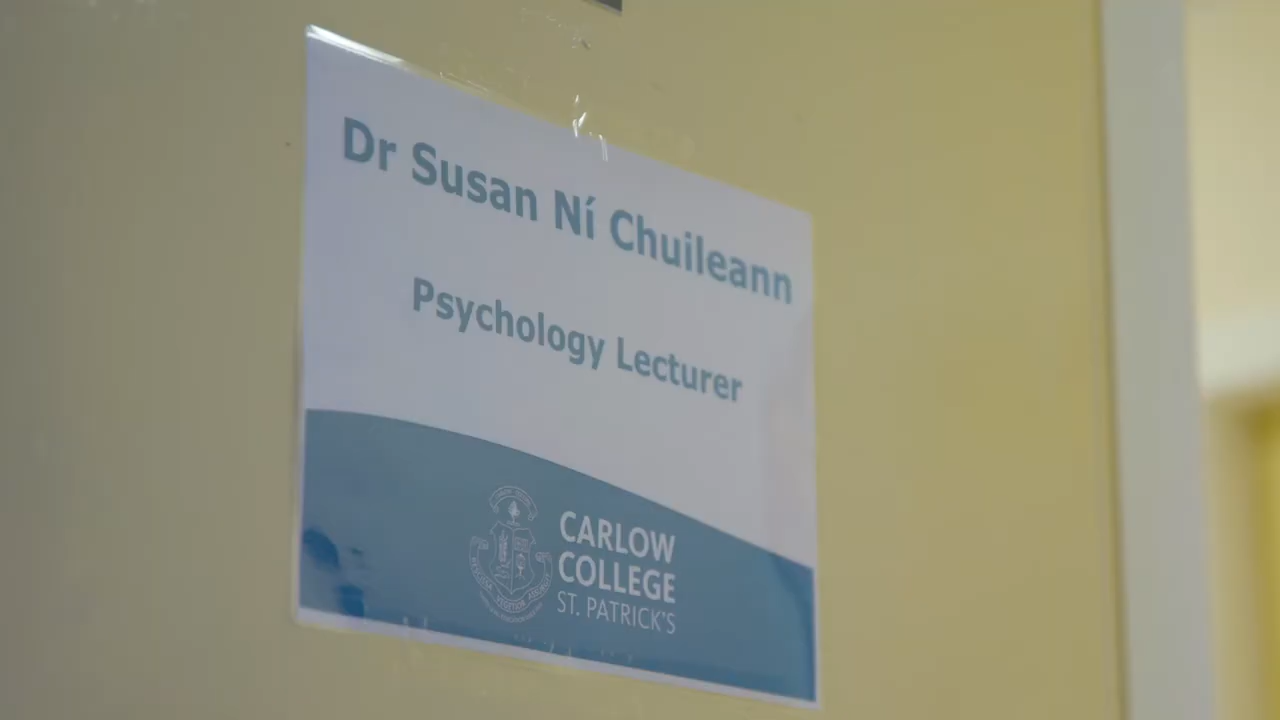 Dr Susan Ní Chuileann
Psychology Lecturer
CARLOW
COLLEGE
ST. PATRICK'S